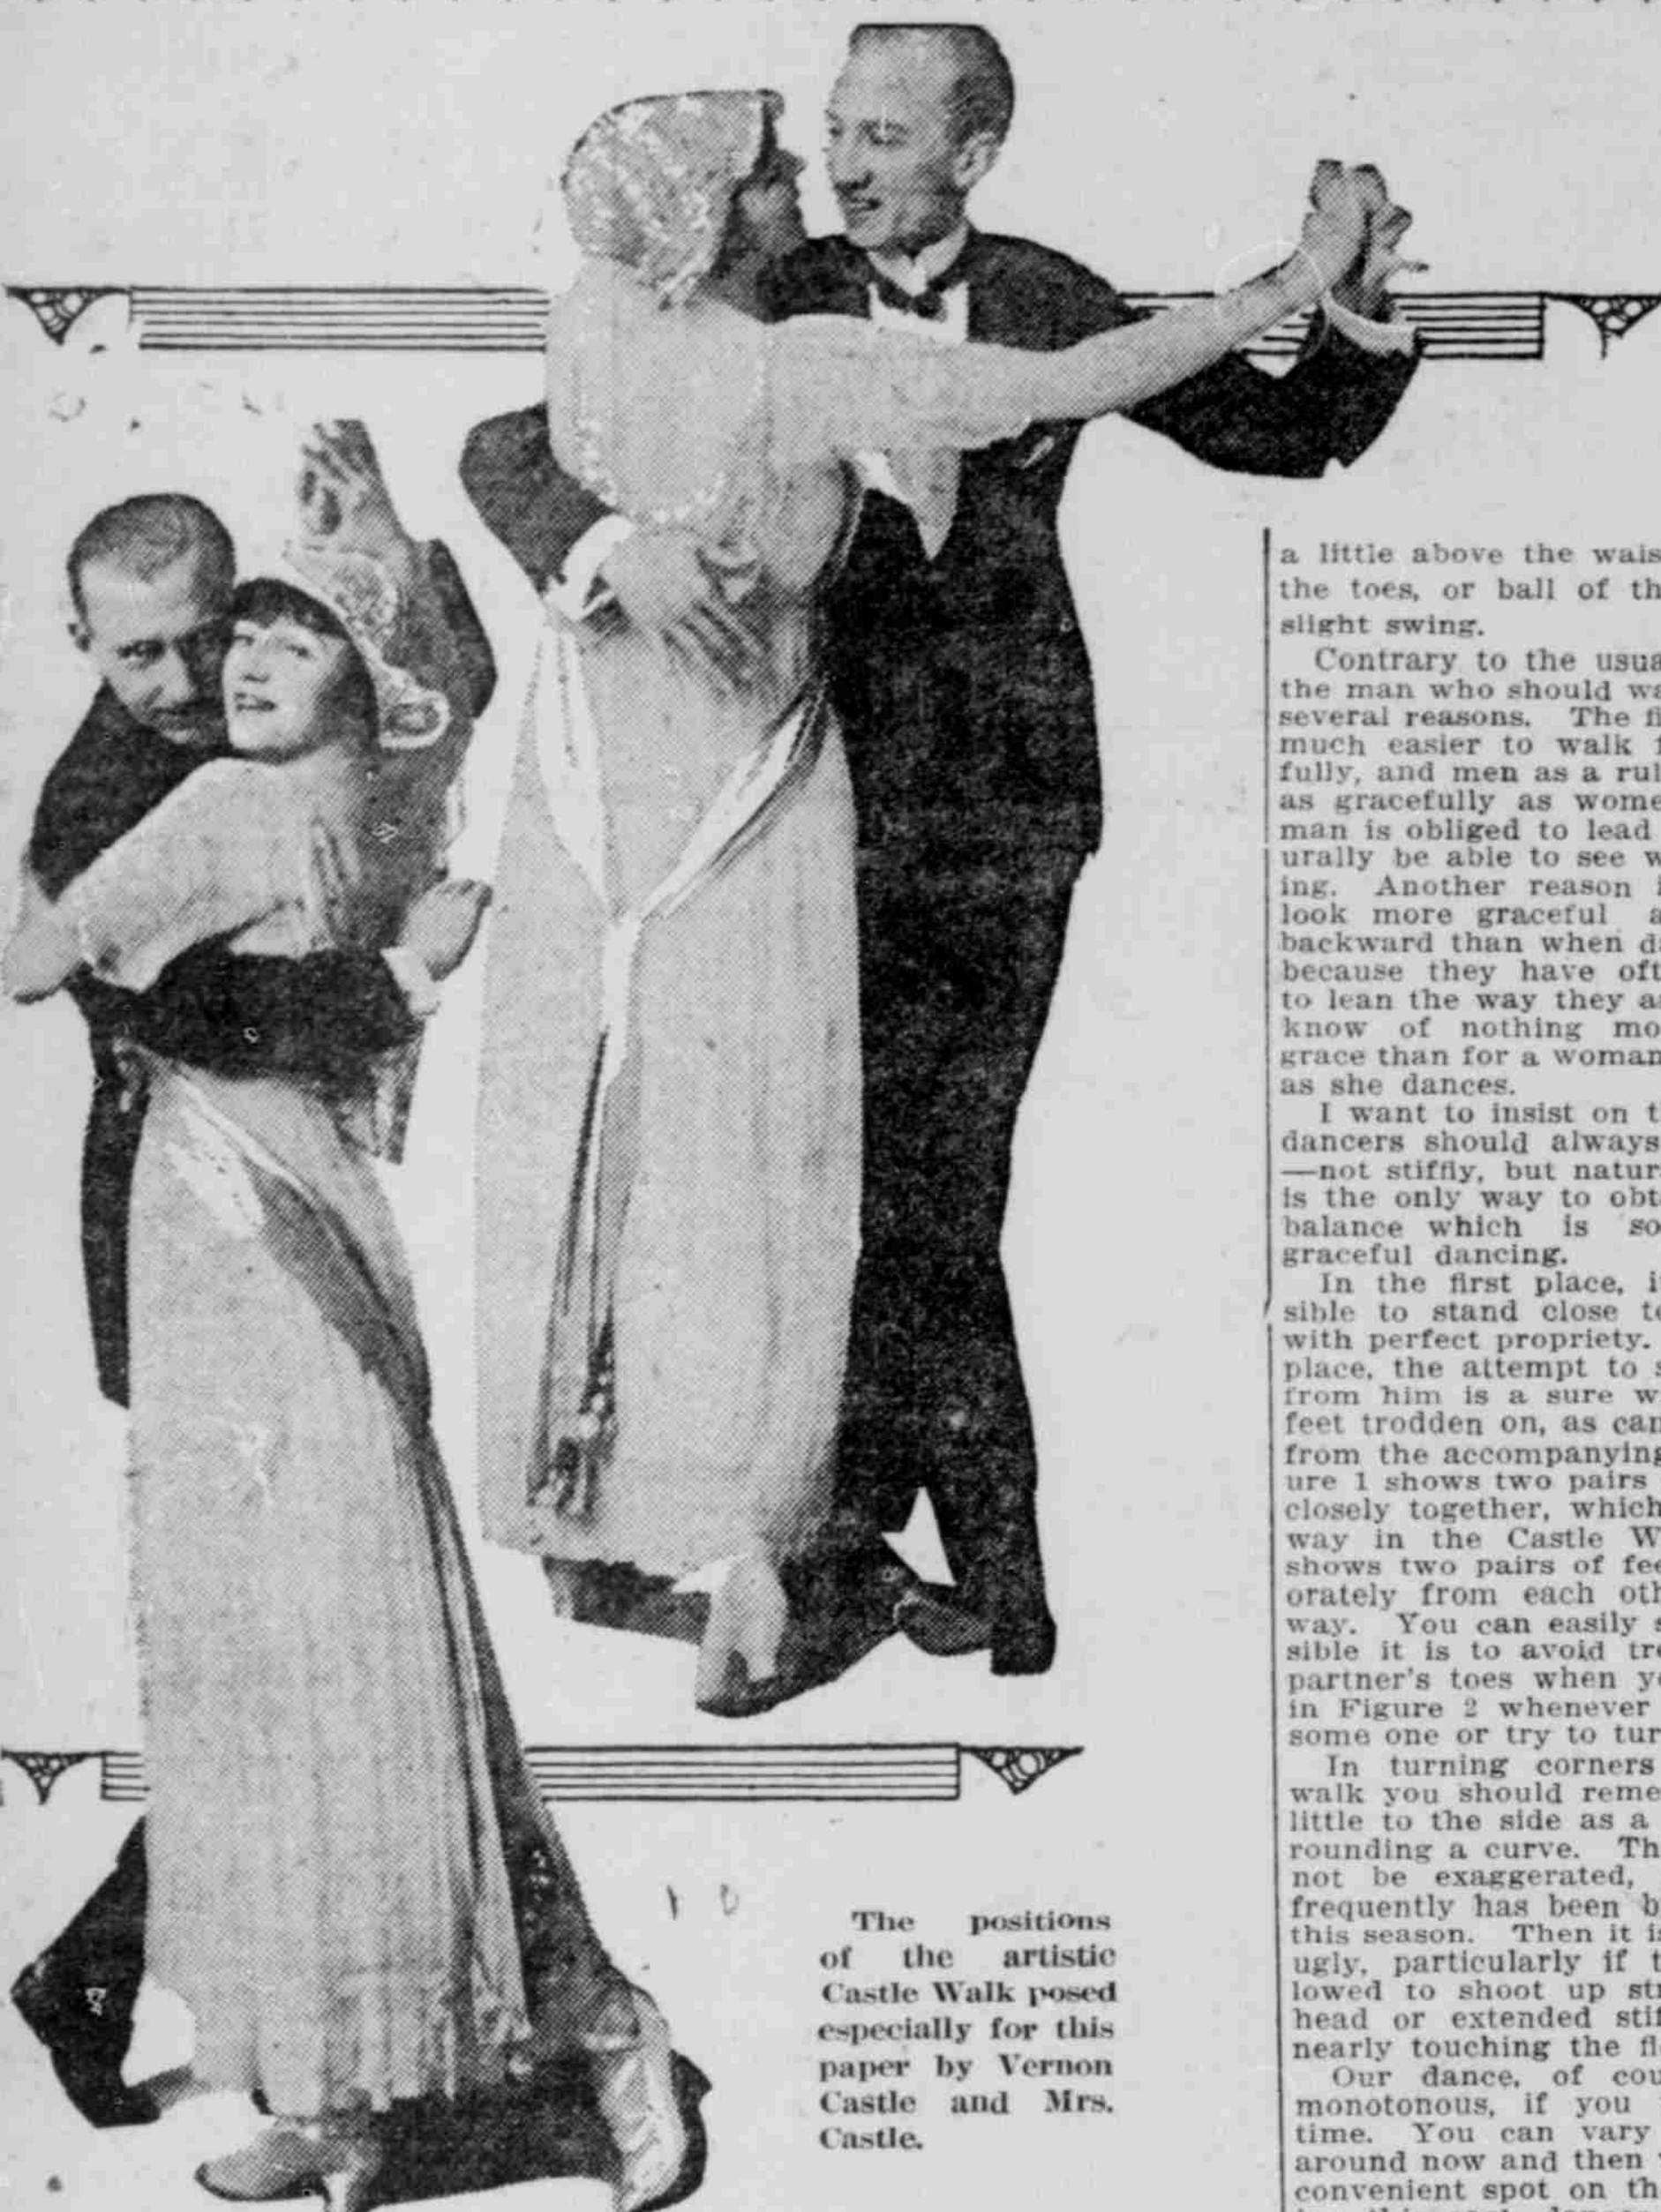 The positions
of the artistic
Castle Walk posed
especially for this
paper by Vernon
Castle and Mrs.
Castle.
a little above the wais
the toes, or ball of th
slight swing.
Contrary to the usua
the man who should wa
several reasons. The fi
much easier to walk f
fully, and men as a rul
as gracefully as wome
man is obliged to lead
urally be able to see w
ing. Another reason i
look more graceful a
backward than when da
because they have oft
to lean the way they a
know of nothing mo
grace than for a woman
as she dances.
I want to insist on t
dancers should always
—not stiffly, but natur
is the only way to obt
balance which is so
graceful dancing.
In the first place, i
sible to stand close to
with perfect propriety.
place, the attempt to s
from him is a sure w
feet trodden on, as can
from the accompanying
ure 1 shows two pairs
closely together, which
way in the Castle W
shows two pairs of fee
orately from each oth
way. You can easily s
sible it is to avoid tre
partner's toes when yo
in Figure 2 whenever
some one or try to tur
In turning corners
walk you should reme
little to the side as a
rounding a curve. Th
not be exaggerated,
frequently has been b
this season. Then it is
ugly, particularly if t
lowed to shoot up str
head or extended stif
nearly touching the fl
Our dance, of cou
monotonous, if you
time. You can vary
around now and then
convenient spot on th